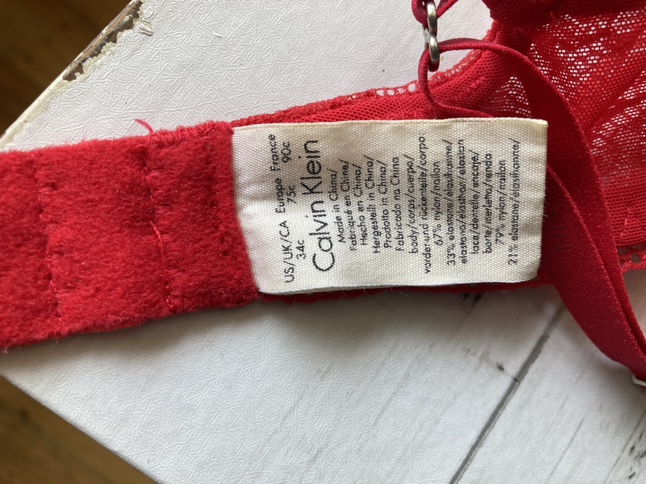 US/UK/CA Europe France
34c 75c 90c
Calvin Klein
Made in China/
Fabriqué en Chine/
Hecho en China/
Hergestellt in China/
Prodotto in China/
Fabricado na China
body/corps/cuerpo/
vorder und rückenteile/corpo
67% nylon/nailon
33% elastane/élasthanne/
elastano/elasthan/elastan
lace/dentelle/encaje/
borte/merletto/renda:
79% nylon/nailon
21% elastane/élasthanne/